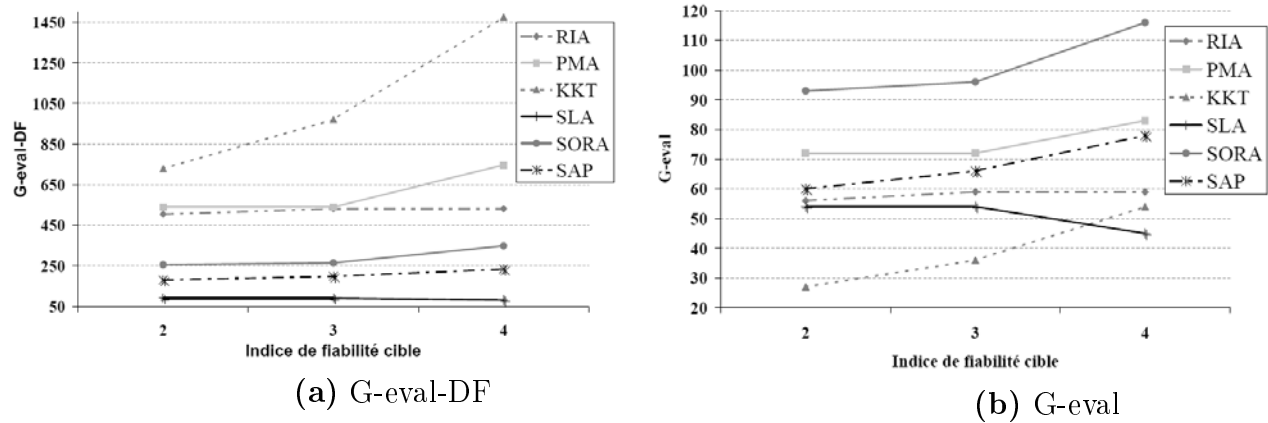 G-eval-DF
1450
1250
1050
850
650
450
250
50
2
3
4
Indice de fiabilité cible
RIA
PMA
KKT
SLA
SORA
SAP
(a) G-eval-DF
G-eval
120
110
100
90
80
70
60
50
40
30
20
2
3
4
Indice de fiabilité cible
RIA
PMA
KKT
SLA
SORA
SAP
(b) G-eval